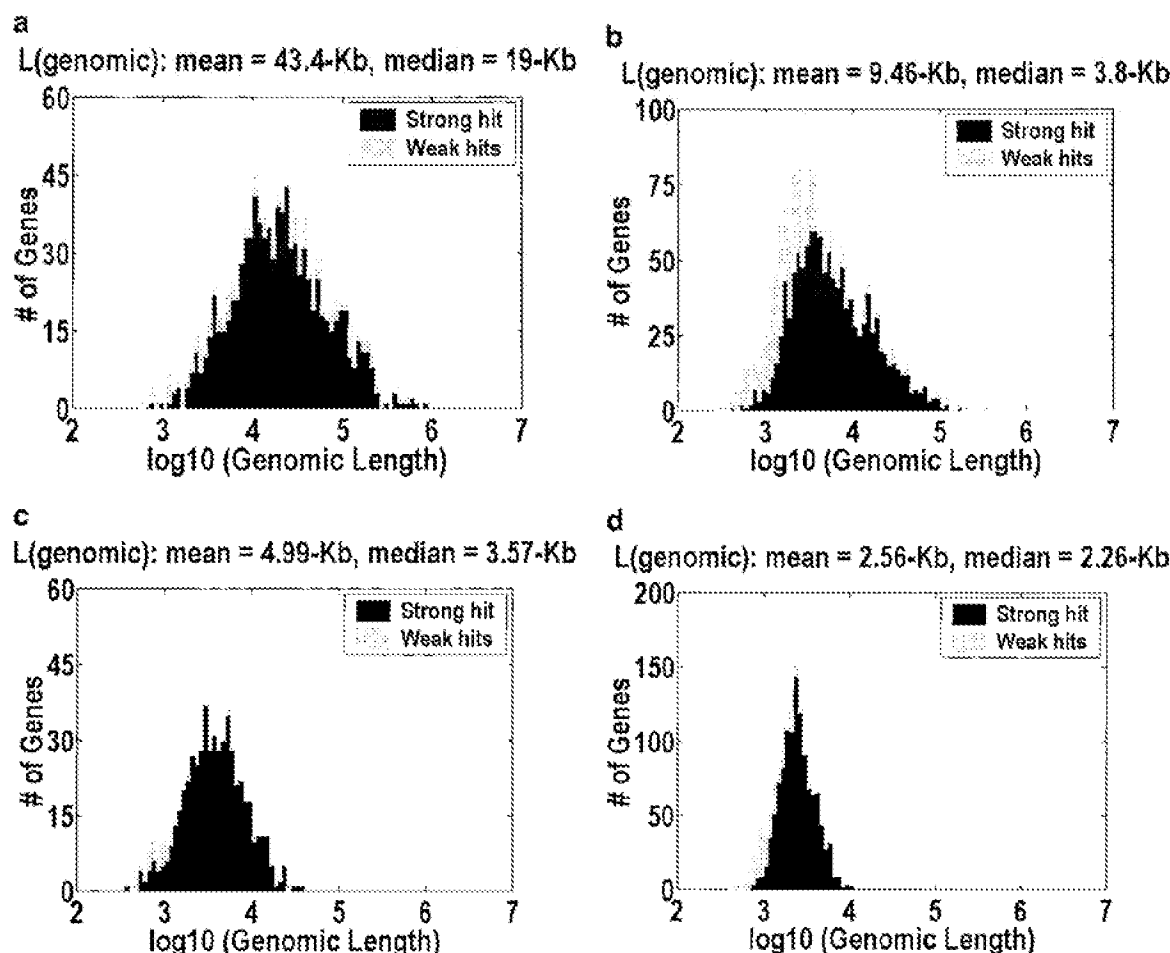 a
L(genomic): mean = 43.4-Kb, median = 19-Kb
60
45
30
15
0
# of Genes
Strong hit
Weak hits
2 3 4 5 6 7
log10 (Genomic Length)
b
L(genomic): mean = 9.46-Kb, median = 3.8-Kb
100
75
50
25
0
# of Genes
Strong hit
Weak hits
2 3 4 5 6 7
log10 (Genomic Length)
c
L(genomic): mean = 4.99-Kb, median = 3.57-Kb
60
45
30
15
0
# of Genes
Strong hit
Weak hits
2 3 4 5 6 7
log10 (Genomic Length)
d
L(genomic): mean = 2.56-Kb, median = 2.26-Kb
200
150
100
50
0
# of Genes
Strong hit
Weak hits
2 3 4 5 6 7
log10 (Genomic Length)